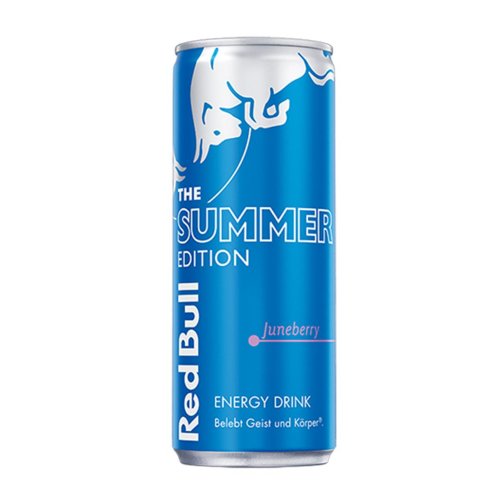 THE
SUMMER
EDITION
Red Bull
Juneberry
ENERGY DRINK
Belebt Geist und Körper®.